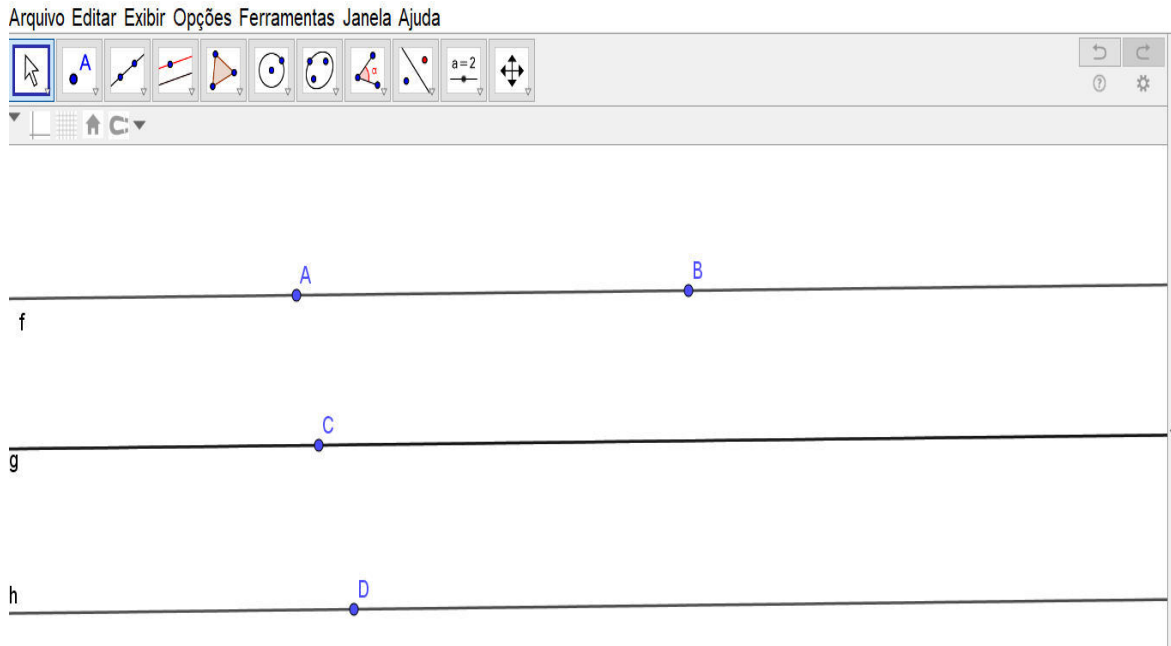 Arquivo Editar Exibir Opções Ferramentas Janela Ajuda
A α a = 2
A B
f
C
g
h D